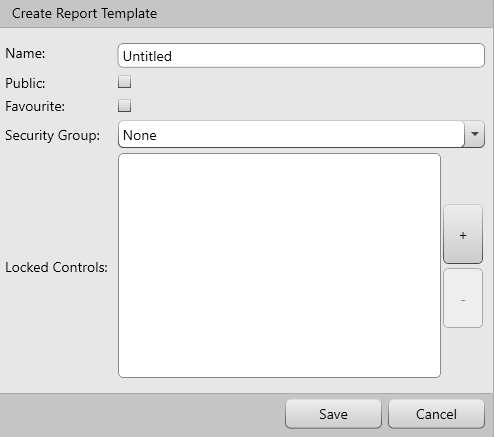 Create Report Template
Name: Untitled
Public:
Favourite:
Security Group: None
Locked Controls:
+
-
Save Cancel